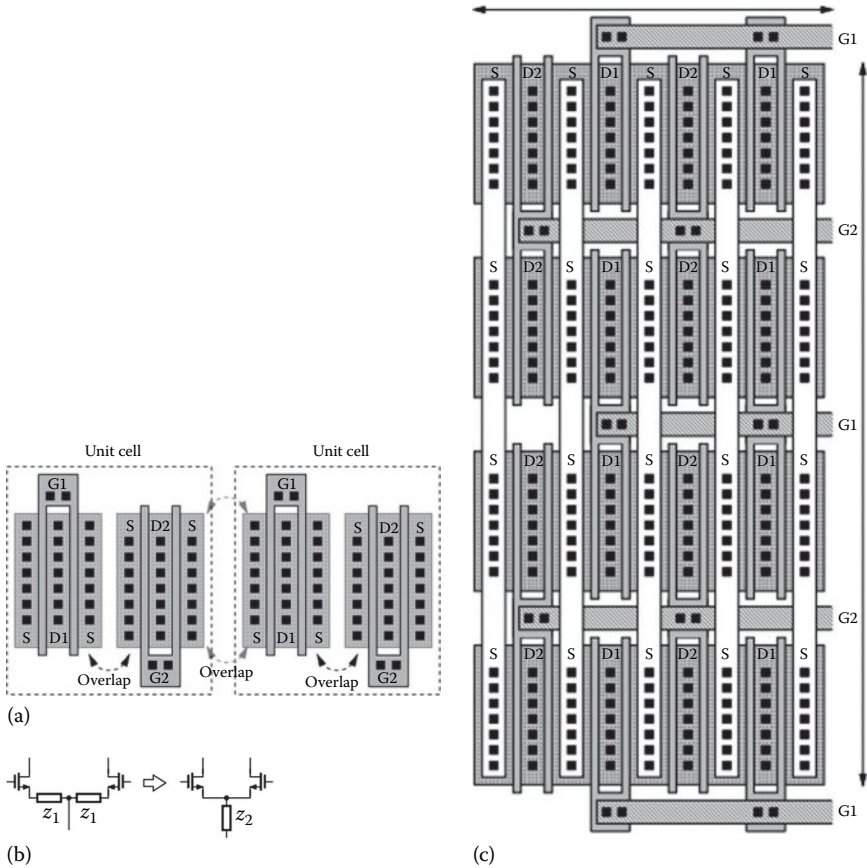 Unit cell
Unit cell
G1
G1
S D2 S
S D2 S
S D1 S
S D1 S
Overlap
Overlap
Overlap
G2
G2
(a)
z1 z1
z2
(b)
G1
S D2 S D1 S D2 S D1 S
G2
S D2 S D1 S D2 S D1 S
G1
S D2 S D1 S D2 S D1 S
G2
S D2 S D1 S D2 S D1 S
G1
(c)